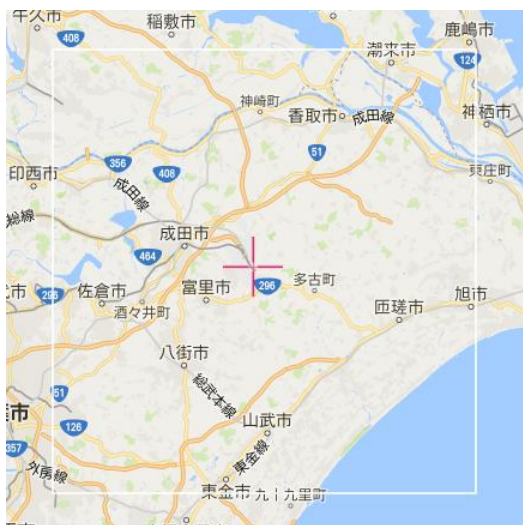 牛久市
稲敷市
鹿嶋市
408
潮来市
124
神崎町
香取市
成田線
神栖市
51
356
408
印西市
成田線
東庄町
総線
成田市
464
296
多古町
296
佐倉市
富里市
旭市
酒々井町
匝瑳市
八街市
51
総武本線
126
山武市
357
東金線
外房線
東金市
九十九里町